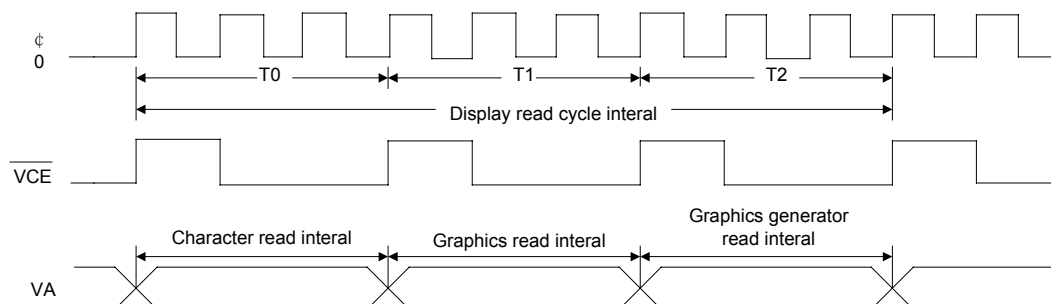 ¢
0
T0
T1
T2
Display read cycle interal
VCE
Character read interal
Graphics read interal
Graphics generator
read interal
VA